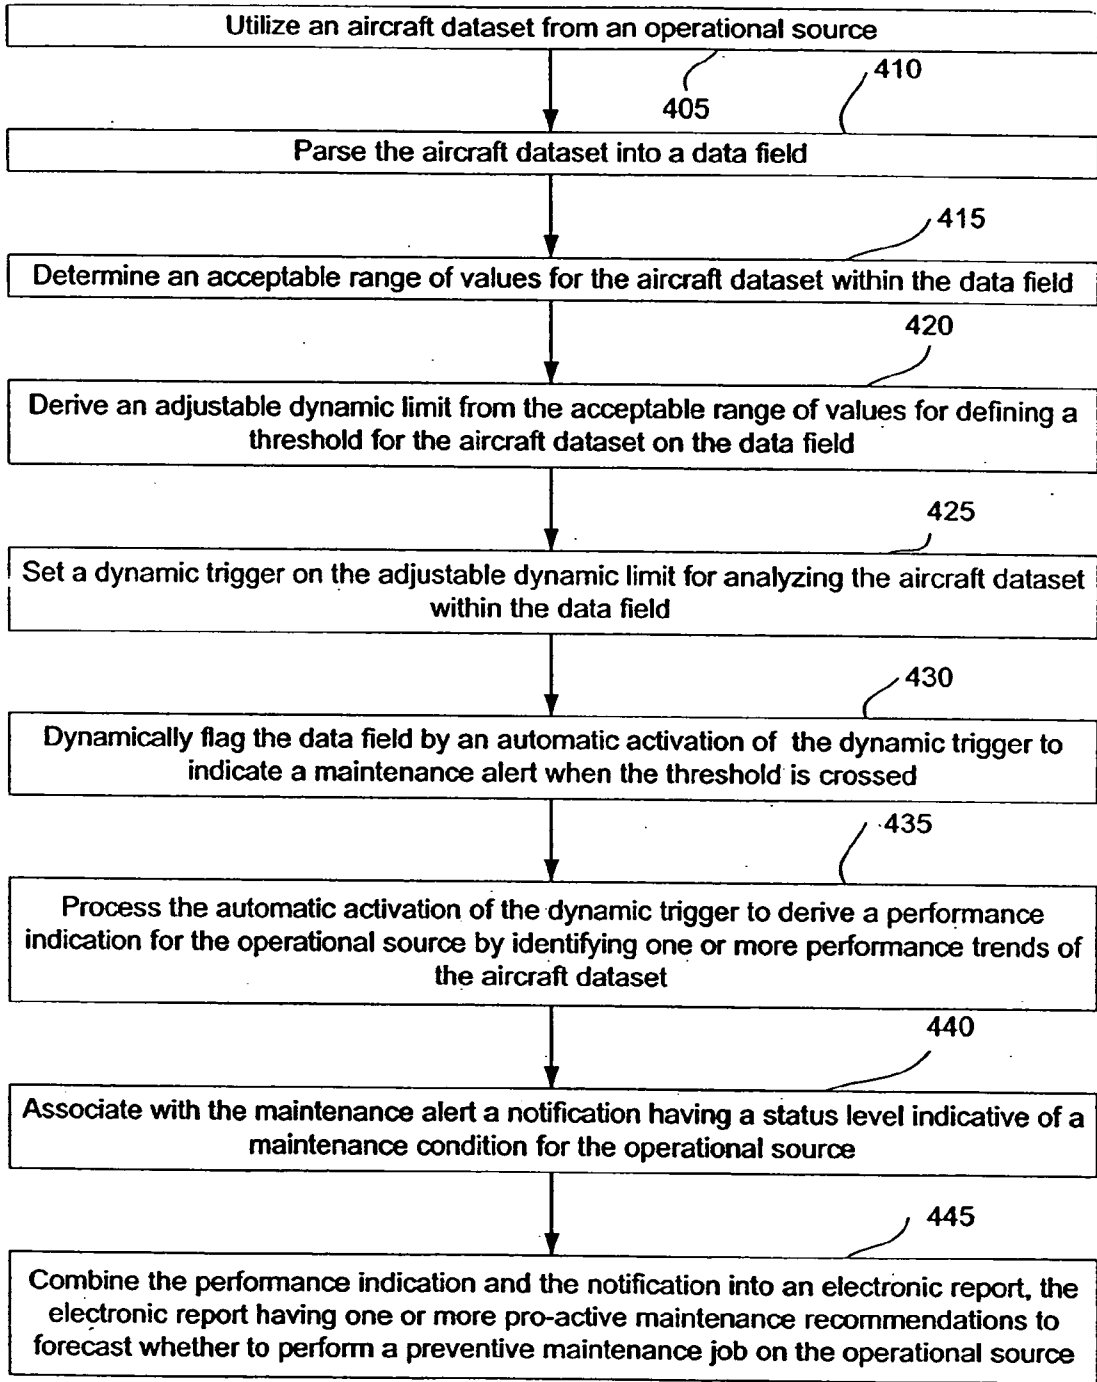 Utilize an aircraft dataset from an operational source
405
410
Parse the aircraft dataset into a data field
415
Determine an acceptable range of values for the aircraft dataset within the data field
420
Derive an adjustable dynamic limit from the acceptable range of values for defining a
threshold for the aircraft dataset on the data field
425
Set a dynamic trigger on the adjustable dynamic limit for analyzing the aircraft dataset
within the data field
430
Dynamically flag the data field by an automatic activation of the dynamic trigger to
indicate a maintenance alert when the threshold is crossed
435
Process the automatic activation of the dynamic trigger to derive a performance
indication for the operational source by identifying one or more performance trends of
the aircraft dataset
440
Associate with the maintenance alert a notification having a status level indicative of a
maintenance condition for the operational source
445
Combine the performance indication and the notification into an electronic report, the
electronic report having one or more pro-active maintenance recommendations to
forecast whether to perform a preventive maintenance job on the operational source